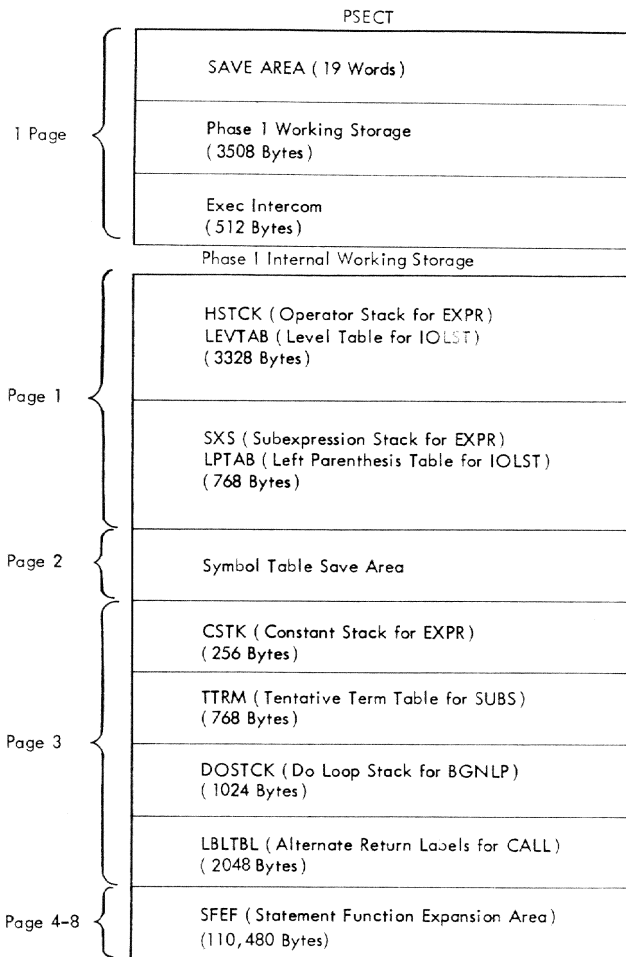 PSECT
SAVE AREA ( 19 Words)
1 Page
Phase 1 Working Storage
( 3508 Bytes)
Exec Intercom
(512 Bytes)
Phase 1 Internal Working Storage
HSTCK ( Operator Stack for EXPR)
LEVTAB ( Level Table for IOLST)
( 3328 Bytes)
Page 1
SXS ( Subexpression Stack for EXPR)
LPTAB ( Left Parenthesis Table for IOLST)
( 768 Bytes)
Page 2
Symbol Table Save Area
CSTK ( Constant Stack for EXPR)
( 256 Bytes)
TTRM ( Tentative Term Table for SUBS)
( 768 Bytes)
Page 3
DOSTCK ( Do Loop Stack for BGNLP)
( 1024 Bytes)
LBLTBL ( Alternate Return Labels for CALL)
( 2048 Bytes)
Page 4-8
SFEF ( Statement Function Expansion Area)
(110,480 Bytes)